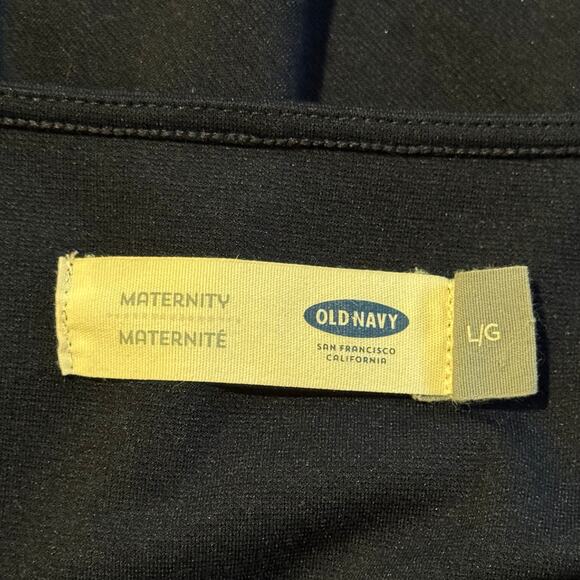 MATERNITY
MATERNITÉ
OLD NAVY
SAN FRANCISCO
CALIFORNIA
L/G